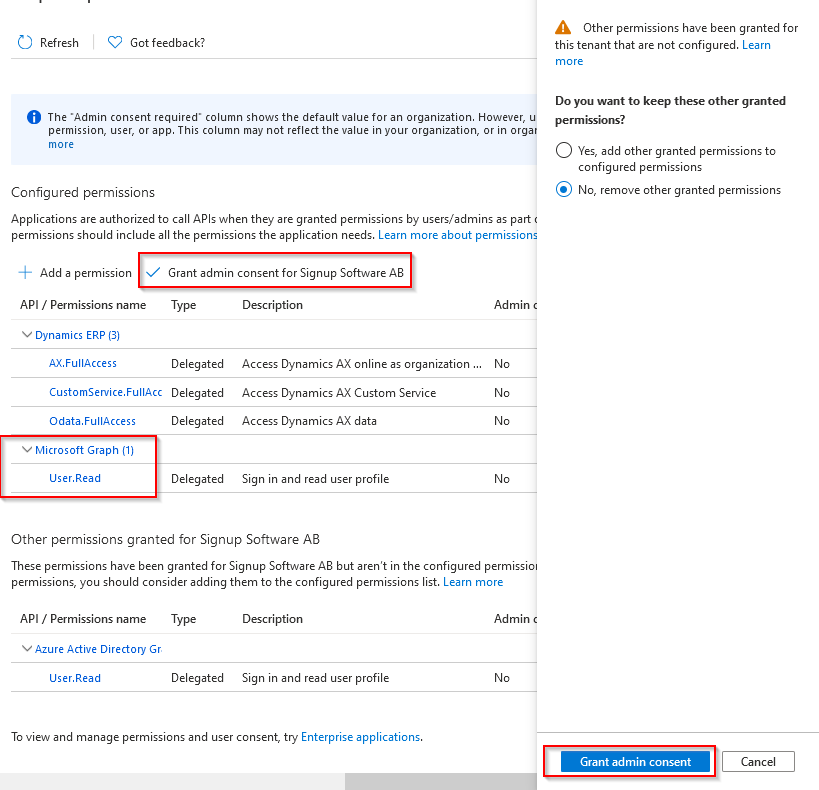 Refresh
Got feedback?
The "Admin consent required" column shows the default value for an organization. However, u
permission, user, or app. This column may not reflect the value in your organization, or in orga
more
Configured permissions
Applications are authorized to call APIs when they are granted permissions by users/admins as part
permissions should include all the permissions the application needs. Learn more about permissions
Add a permission
Grant admin consent for Signup Software AB
API / Permissions name Type Description Admin c
Dynamics ERP (3)
AX.FullAccess Delegated Access Dynamics AX online as organization ... No
CustomService.FullAcc Delegated Access Dynamics AX Custom Service No
Odata.FullAccess Delegated Access Dynamics AX data No
Microsoft Graph (1)
User.Read Delegated Sign in and read user profile No
Other permissions granted for Signup Software AB
These permissions have been granted for Signup Software AB but aren't in the configured permission
permissions, you should consider adding them to the configured permissions list. Learn more
API / Permissions name Type Description Admin c
Azure Active Directory Gr
User.Read Delegated Sign in and read user profile No
To view and manage permissions and user consent, try Enterprise applications.
Other permissions have been granted for
this tenant that are not configured. Learn
more
Do you want to keep these other granted
permissions?
Yes, add other granted permissions to
configured permissions
No, remove other granted permissions
Grant admin consent
Cancel